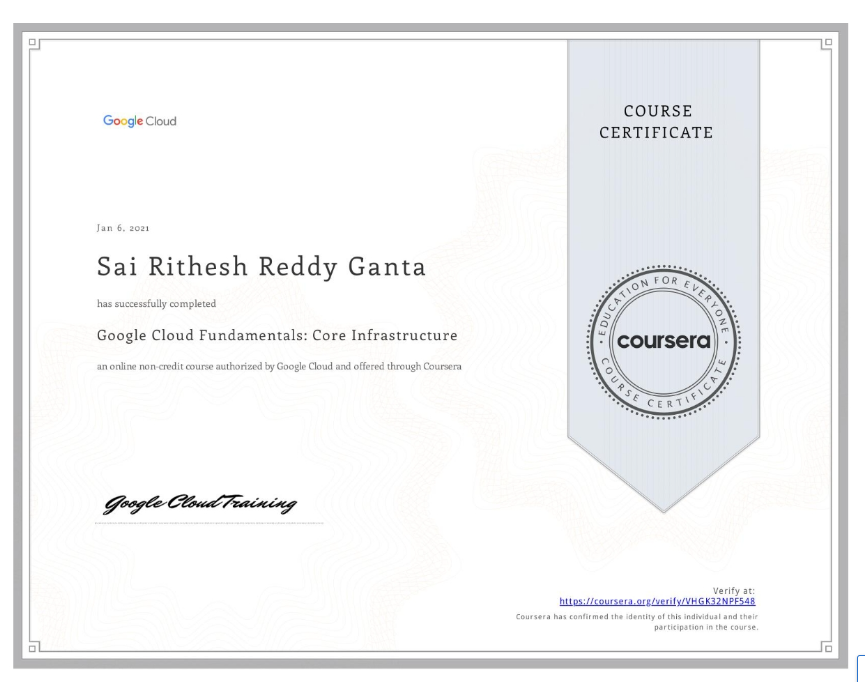 Google Cloud
COURSE
CERTIFICATE
Jan 6, 2021
Sai Rithesh Reddy Ganta
has successfully completed
Google Cloud Fundamentals: Core Infrastructure
an online non-credit course authorized by Google Cloud and offered through Coursera
EDUCATION FOR EVERYONE
coursera
COURSE CERTIFICATE
Google Cloud Training
Verify at:
https://coursera.org/verify/VHGK32NPF548
Coursera has confirmed the identity of this individual and their
participation in the course.